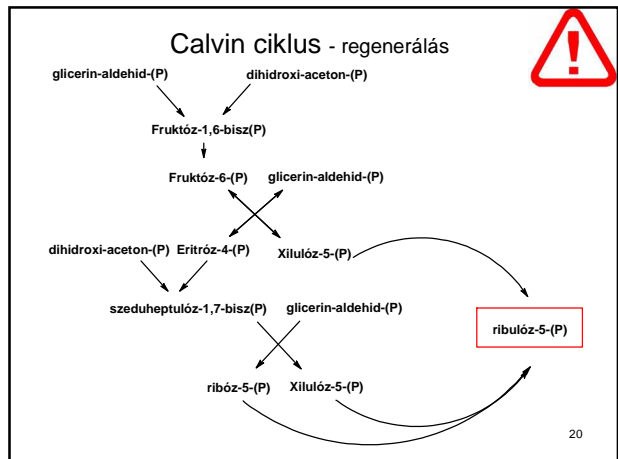 Calvin ciklus - regenerálás
glicerin-aldehid-(P) dihidroxi-aceton-(P)
Fruktóz-1,6-bisz(P)
Fruktóz-6-(P) glicerin-aldehid-(P)
dihidroxi-aceton-(P) Eritróz-4-(P) Xilulóz-5-(P)
szeduheptulóz-1,7-bisz(P) glicerin-aldehid-(P)
ribulóz-5-(P)
ribóz-5-(P) Xilulóz-5-(P)
20